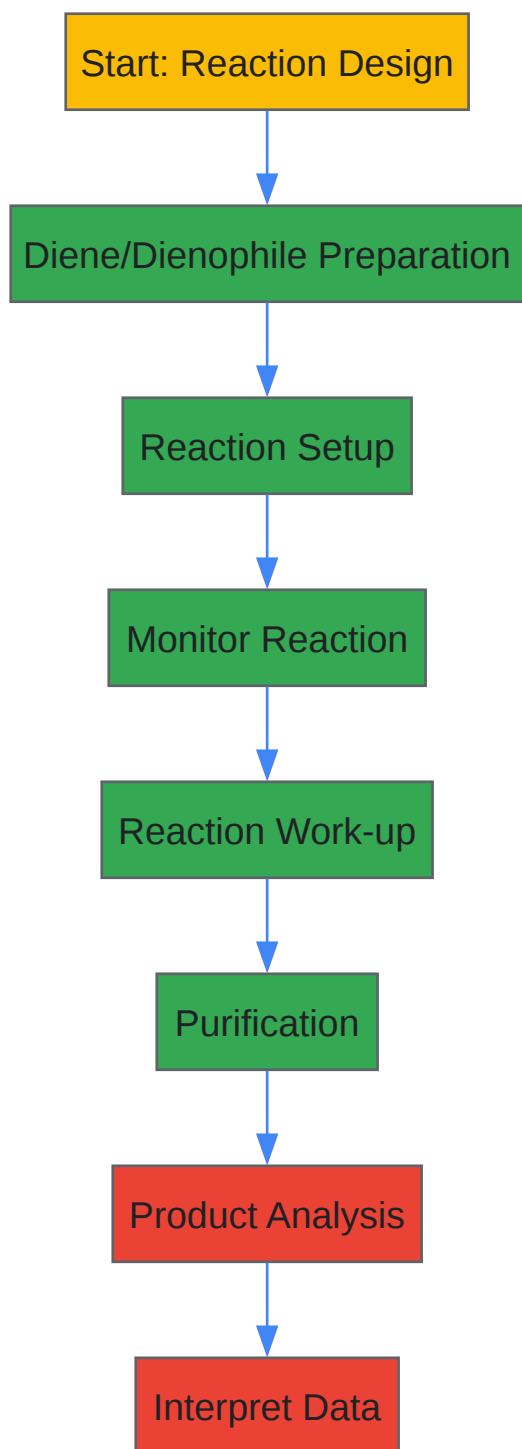 Start: Reaction Design
Diene/Dienophile Preparation
Reaction Setup
Monitor Reaction
Reaction Work-up
Purification
Product Analysis
Interpret Data